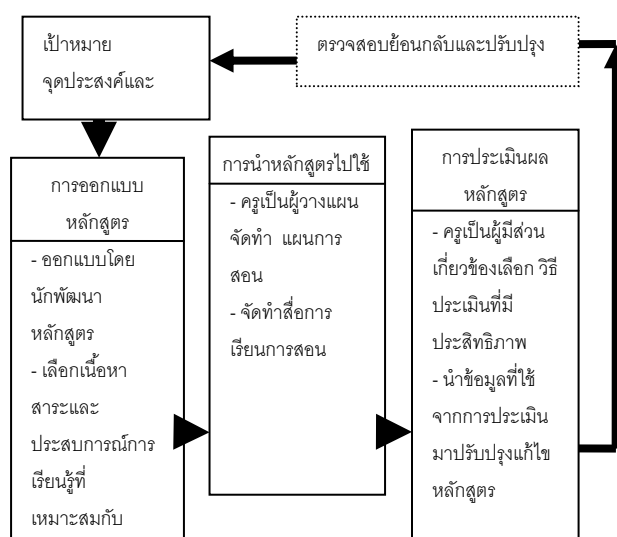 เป้าหมาย
จุดประสงค์และ
ตรวจสอบย้อนกลับและปรับปรุง
การออกแบบ
หลักสูตร
- ออกแบบโดย
นักพัฒนา
หลักสูตร
- เลือกเนื้อหา
สาระและ
ประสบการณ์การ
เรียนรู้ที่
เหมาะสมกับ
การนำหลักสูตรไปใช้
- ครูเป็นผู้วางแผน
จัดทำ แผนการ
สอน
- จัดทำสื่อการ
เรียนการสอน
การประเมินผล
หลักสูตร
- ครูเป็นผู้มีส่วน
เกี่ยวข้องเลือก วิธี
ประเมินที่มี
ประสิทธิภาพ
- นำข้อมูลที่ใช้
จากการประเมิน
มาปรับปรุงแก้ไข
หลักสูตร